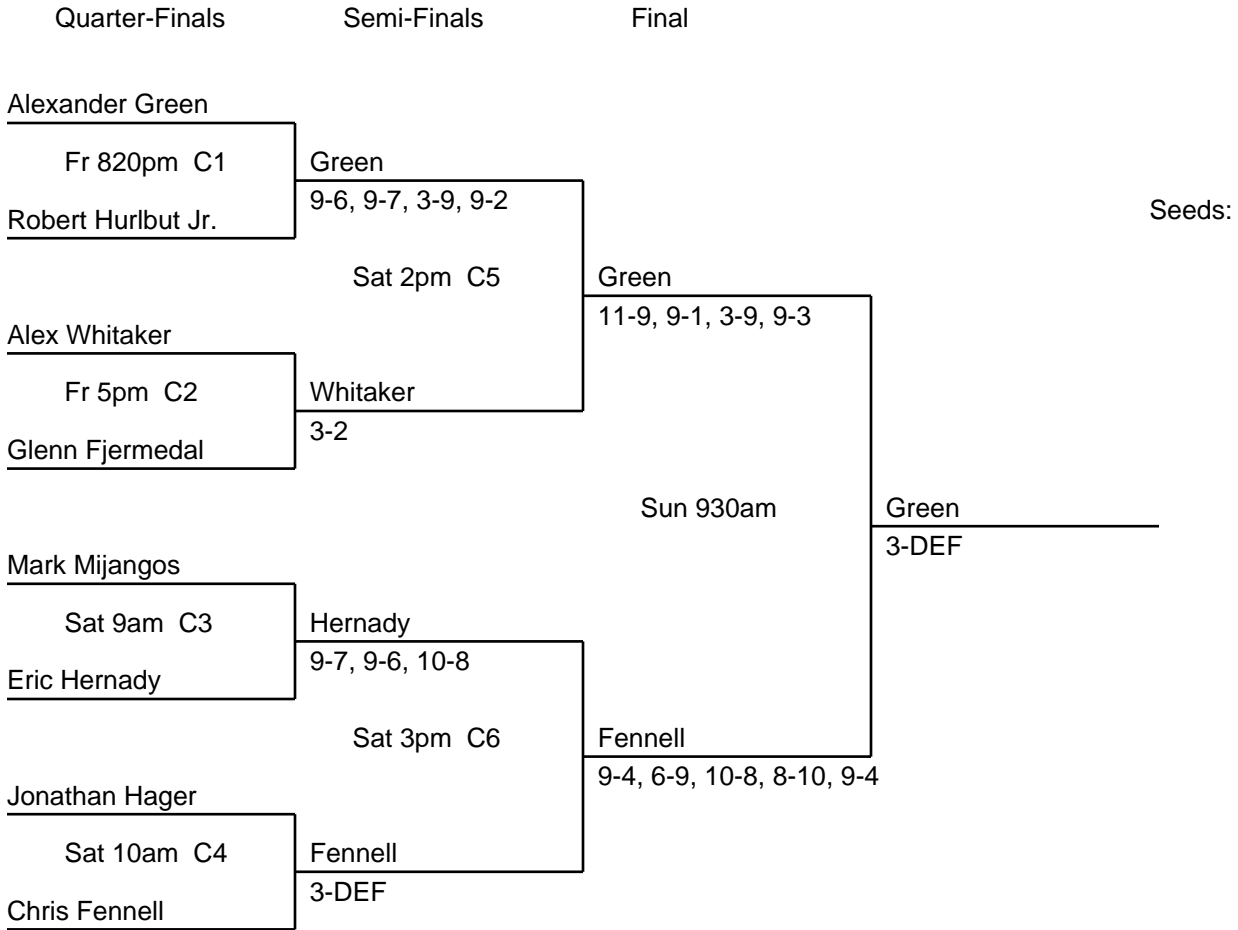 Quarter-Finals Semi-Finals Final
Alexander Green
Fr 820pm C1 Green
9-6, 9-7, 3-9, 9-2
Robert Hurlbut Jr. Seeds:
Sat 2pm C5 Green
11-9, 9-1, 3-9, 9-3
Alex Whitaker
Fr 5pm C2 Whitaker
3-2
Glenn Fjermedal
Sun 930am Green
3-DEF
Mark Mijangos
Sat 9am C3 Hernady
9-7, 9-6, 10-8
Eric Hernady
Sat 3pm C6 Fennell
9-4, 6-9, 10-8, 8-10, 9-4
Jonathan Hager
Sat 10am C4 Fennell
3-DEF
Chris Fennell